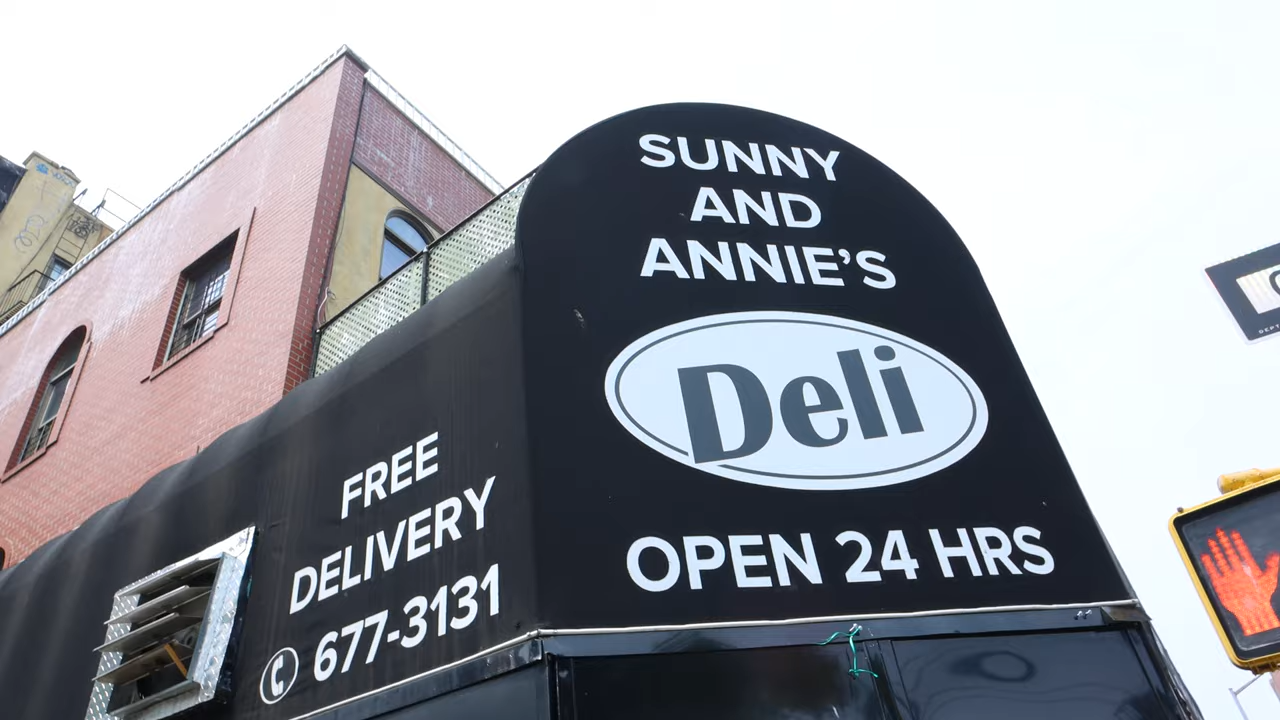 SUNNY
AND
ANNIE'S
Deli
OPEN 24 HRS
FREE
DELIVERY
677-3131